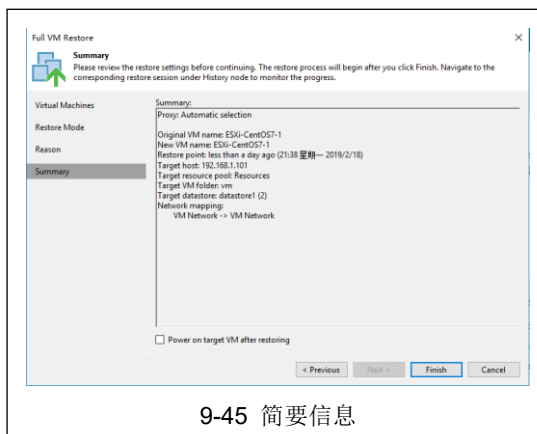 Full VM Restore
Summary
Please review the restore settings before continuing. The restore process will begin after you click Finish. Navigate to the
corresponding restore session under History node to monitor the progress.
Virtual Machines
Restore Mode
Reason
Summary
Summary:
Proxy: Automatic selection
Original VM name: ESXi-CentOS7-1
New VM name: ESXi-CentOS7-1
Restore point: less than a day ago (21:38 星期一 2019/2/18)
Target host: 192.168.1.101
Target resource pool: Resources
Target VM folder: vm
Target datastore: datastore1 (2)
Network mapping:
VM Network -> VM Network
Power on target VM after restoring
< Previous
Next >
Finish
Cancel
9-45 简要信息